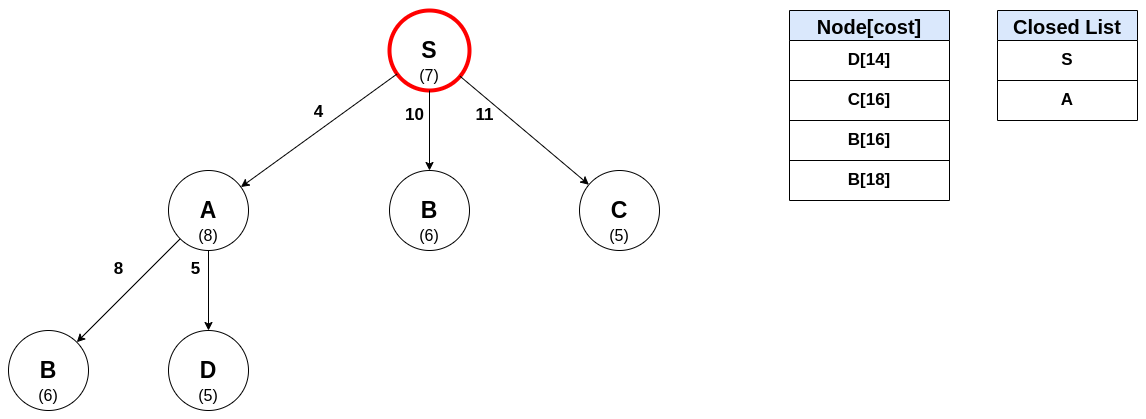 S
(7)
4
10
11
A
(8)
B
(6)
C
(5)
8
5
B
(6)
D
(5)
Node[cost]
D[14]
C[16]
B[16]
B[18]
Closed List
S
A